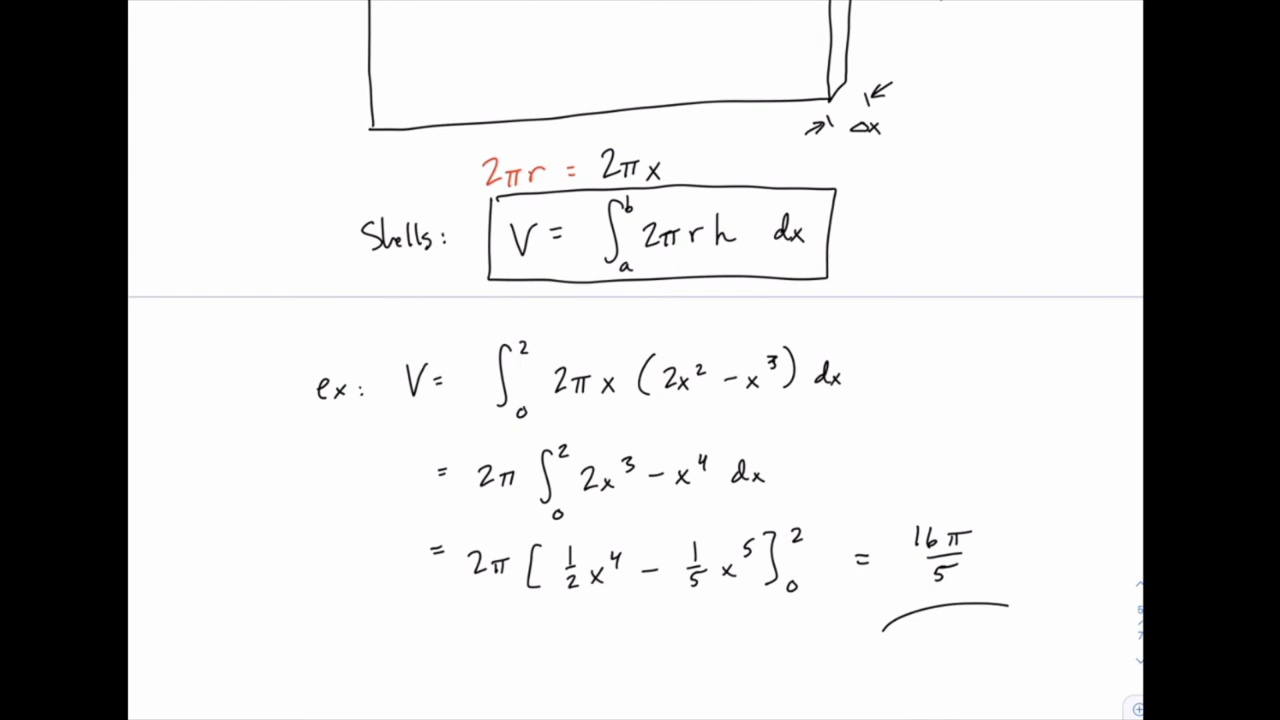 Δx
2πr = 2πx
Shells: V = ∫_a^b 2πrh dx
ex: V = ∫_0^2 2πx (2x² - x³) dx
= 2π ∫_0^2 2x³ - x⁴ dx
= 2π [ 1/2 x⁴ - 1/5 x⁵ ]_0^2 = 16π/5